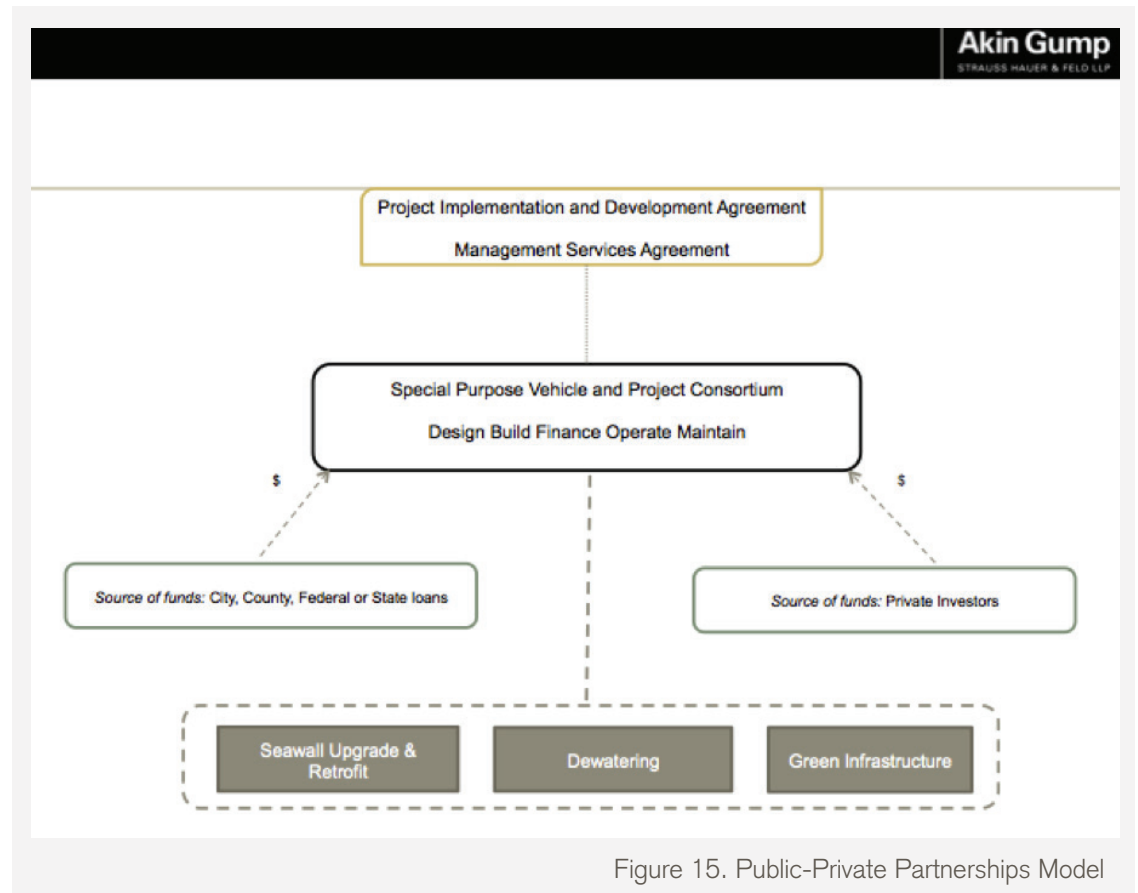 Akin Gump
STRAUSS HAUER & FELD LLP
Project Implementation and Development Agreement
Management Services Agreement
Special Purpose Vehicle and Project Consortium
Design Build Finance Operate Maintain
$
$
Source of funds: City, County, Federal or State loans
Source of funds: Private Investors
Seawall Upgrade &
Retrofit
Dewatering
Green Infrastructure
Figure 15. Public-Private Partnerships Model